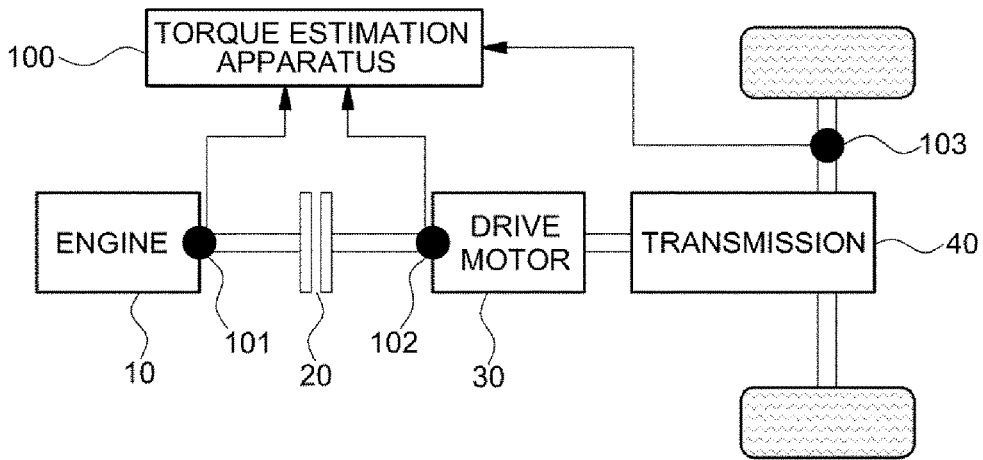 TORQUE ESTIMATION
APPARATUS
100
103
ENGINE
DRIVE
MOTOR
TRANSMISSION
40
101
102
10
20
30